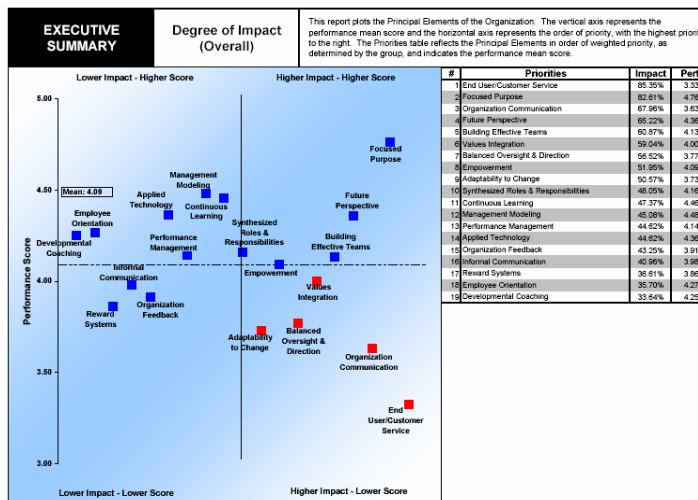 EXECUTIVE
SUMMARY
Degree of Impact
(Overall)
This report plots the Principal Elements of the Organization. The vertical axis represents the
performance mean score and the horizontal axis represents the order of priority, with the highest priorit
to the right. The Priorities table reflects the Principal Elements in order of weighted priority, as
determined by the group, and indicates the performance mean score.
Lower Impact - Higher Score
Higher Impact - Higher Score
5.00
Focused
Purpose
Management
Modeling
Mean: 4.09
4.50
Applied
Technology
Continuous
Learning
Future
Perspective
Employee
Orientation
Synthesized
Roles &
Responsibilities
Building
Effective Teams
Developmental
Coaching
Performance
Management
Informal
Communication
Empowerment
4.00
Values
Integration
Organization
Feedback
Reward
Systems
Adaptability
to Change
Balanced
Oversight &
Direction
Organization
Communication
3.50
End
User/Customer
Service
3.00
Performance Score
Lower Impact - Lower Score
Higher Impact - Lower Score
# Priorities Impact Perf
1 End User/Customer Service 85.35% 3.33
2 Focused Purpose 82.61% 4.76
3 Organization Communication 67.96% 3.63
4 Future Perspective 65.22% 4.36
5 Building Effective Teams 60.87% 4.13
6 Values Integration 59.04% 4.00
7 Balanced Oversight & Direction 56.52% 3.77
8 Empowerment 51.95% 4.09
9 Adaptability to Change 50.57% 3.73
10 Synthesized Roles & Responsibilities 48.05% 4.16
11 Continuous Learning 47.37% 4.46
12 Management Modeling 45.08% 4.48
13 Performance Management 44.62% 4.14
14 Applied Technology 44.62% 4.36
15 Organization Feedback 43.25% 3.91
16 Informal Communication 40.96% 3.98
17 Reward Systems 36.61% 3.86
18 Employee Orientation 35.70% 4.27
19 Developmental Coaching 33.64% 4.25